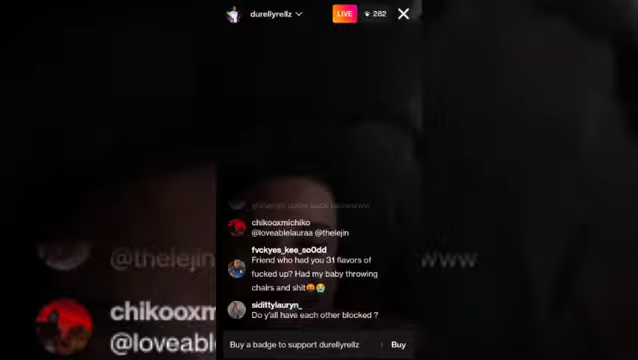 durellyrellz
LIVE
282
chikooxmichiko
@loveablelauraa @thelejin
fvckyes_kee_so0dd
Friend who had you 31 flavors of
fucked up? Had my baby throwing
chairs and shit🤬😭
sidittylauryn_
Do y'all have each other blocked ?
Buy a badge to support durellyrellz
Buy
@thelejin
www
chikooxm
@loveabl